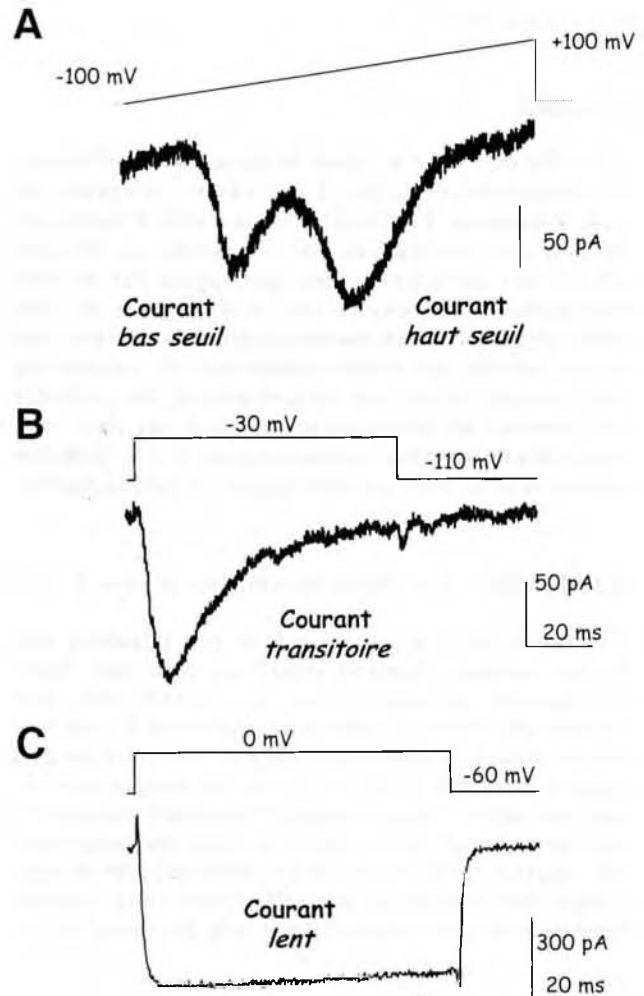 A
-100 mV
+100 mV
50 pA
Courant
bas seuil
Courant
haut seuil
B
-30 mV
-110 mV
50 pA
20 ms
Courant
transitoire
C
0 mV
-60 mV
Courant
lent
300 pA
20 ms